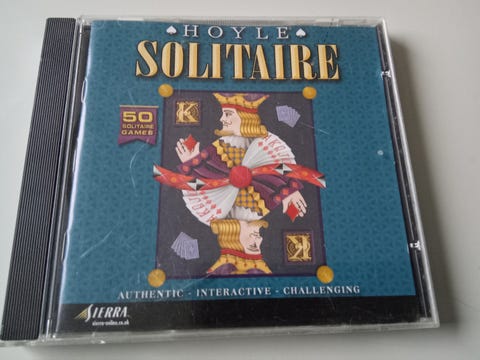 HOYLE
SOLITAIRE
50
SOLITAIRE
GAMES
K
K
AUTHENTIC - INTERACTIVE - CHALLENGING
SIERRA
sierra-online.co.uk